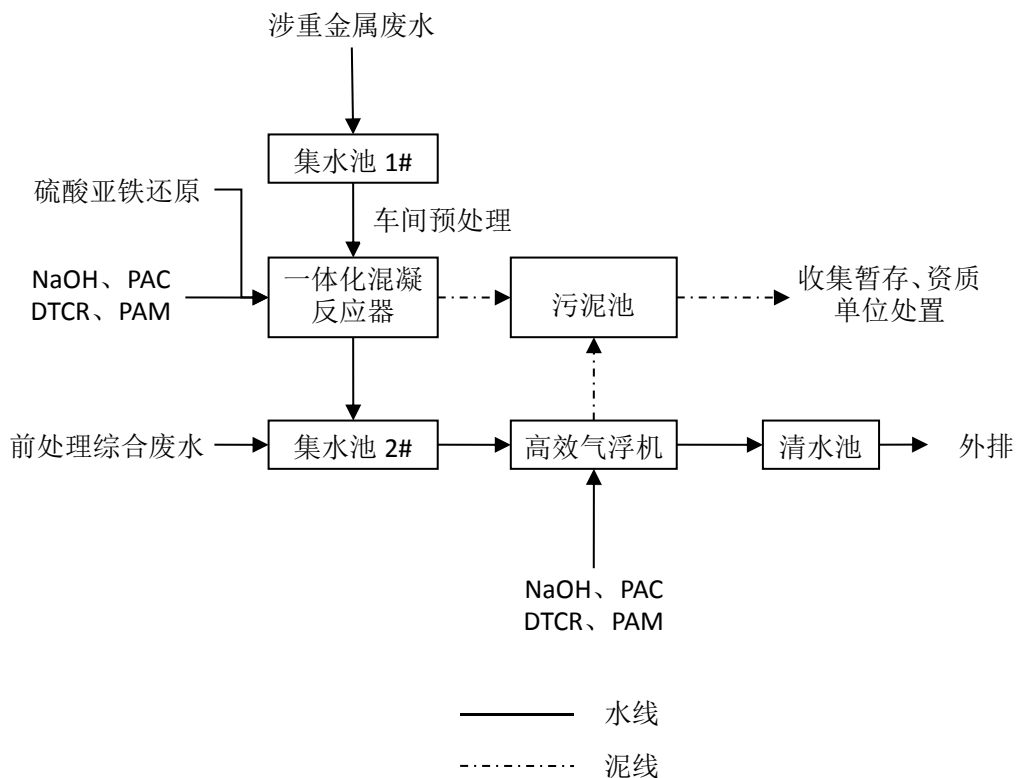 涉重金属废水
集水池 1#
硫酸亚铁还原
车间预处理
NaOH、PAC
DTCR、PAM
一体化混凝
反应器
污泥池
收集暂存、资质
单位处置
前处理综合废水
集水池 2#
高效气浮机
清水池
外排
NaOH、PAC
DTCR、PAM
水线
泥线